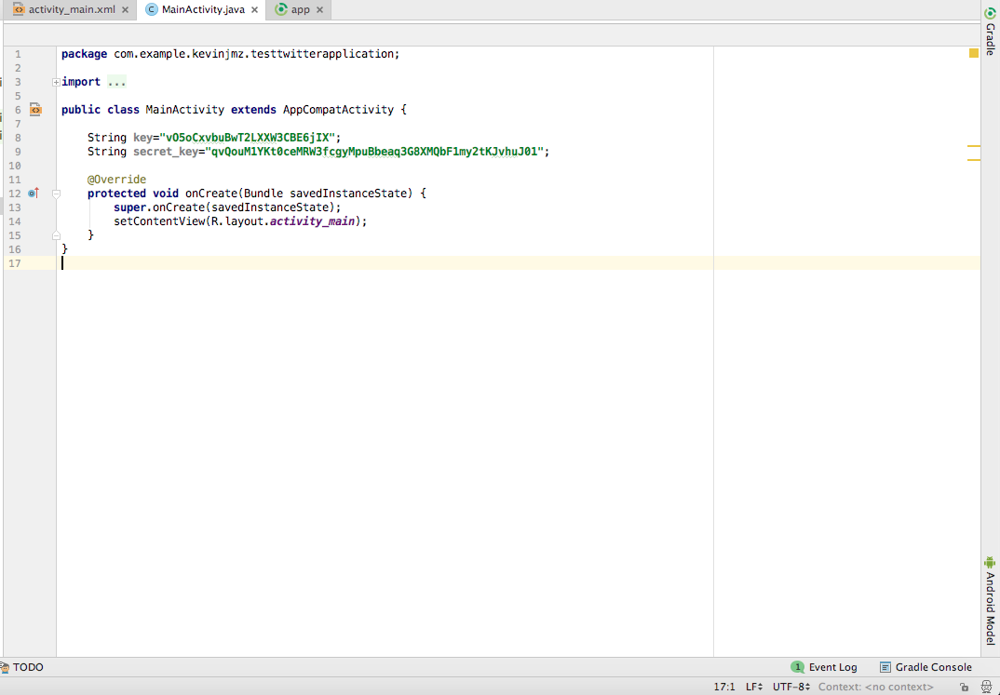 activity_main.xml
MainActivity.java
app
Gradle
1 package com.example.kevinjmz.testtwitterapplication;
2
3 import ...
5
6 public class MainActivity extends AppCompatActivity {
7
8 String key="vO5oCxvbuBwT2LXXW3CBE6jIX";
9 String secret_key="qvQouM1YKt0ceMRW3fcgyMpuBbeaq3G8XMQbF1my2tKJvhuJ01";
10
11 @Override
12 protected void onCreate(Bundle savedInstanceState) {
13 super.onCreate(savedInstanceState);
14 setContentView(R.layout.activity_main);
15 }
16 }
17
Android Model
TODO
1 Event Log
Gradle Console
17:1 LF UTF-8 Context: <no context>